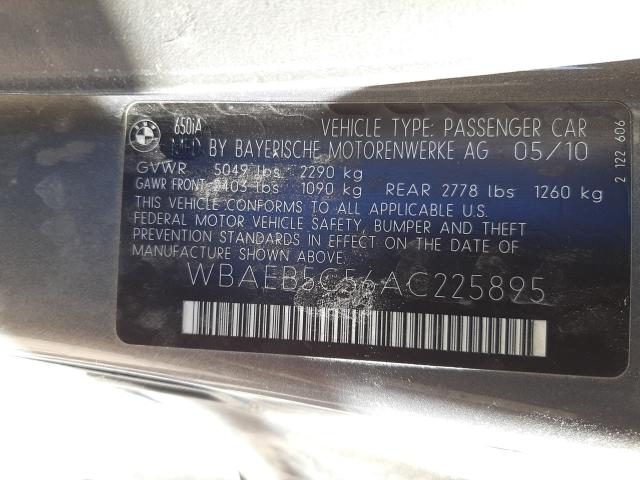 BMW
650iA VEHICLE TYPE: PASSENGER CAR
MFD BY BAYERISCHE MOTORENWERKE AG 05/10
GVWR 5049 lbs 2290 kg
GAWR FRONT 2403 lbs 1090 kg REAR 2778 lbs 1260 kg
THIS VEHICLE CONFORMS TO ALL APPLICABLE U.S.
FEDERAL MOTOR VEHICLE SAFETY, BUMPER AND THEFT
PREVENTION STANDARDS IN EFFECT ON THE DATE OF
MANUFACTURE SHOWN ABOVE.
WBAEB5C56AC225895
2 122 606